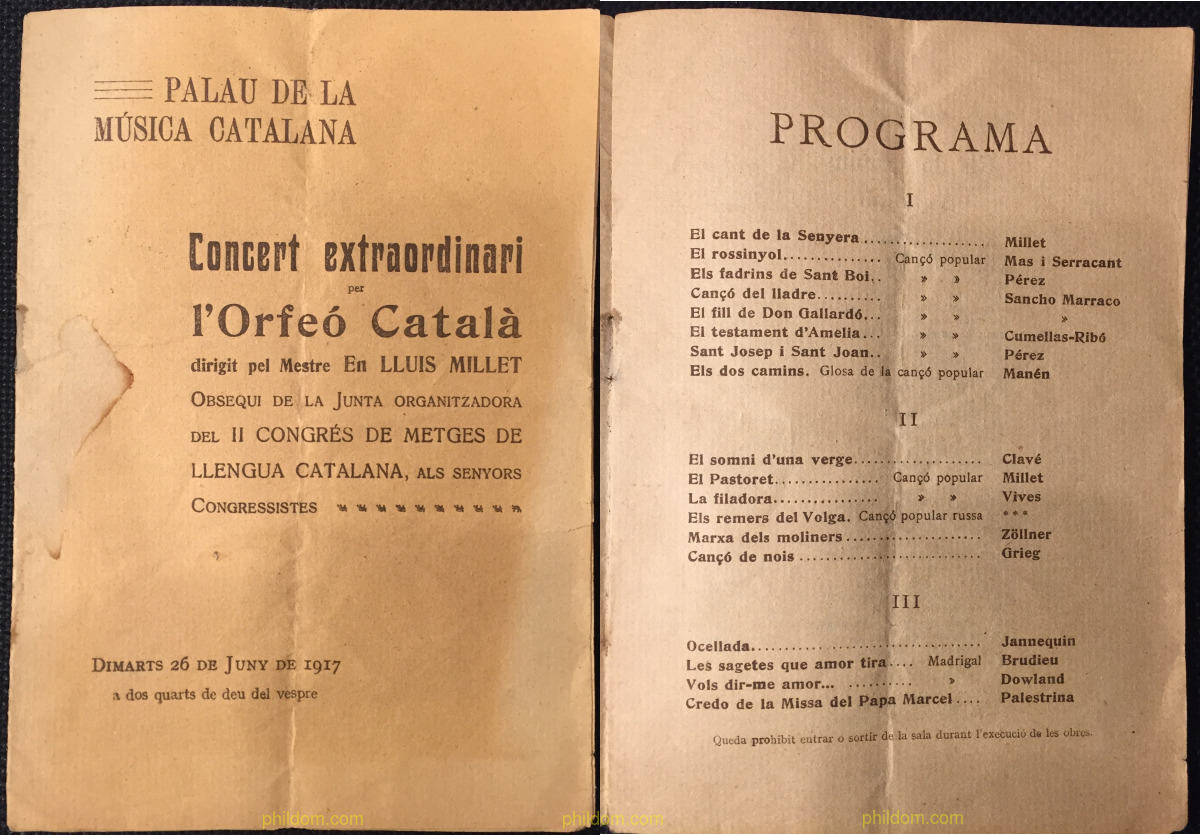 PALAU DE LA
MÚSICA CATALANA
Concert extraordinari
per
l'Orfeó Català
dirigit pel Mestre En LLUIS MILLET
OBSEQUI DE LA JUNTA ORGANITZADORA
DEL II CONGRÉS DE METGES DE
LLENGUA CATALANA, ALS SENYORS
CONGRESSISTES
DIMARTS 26 DE JUNY DE 1917
a dos quarts de deu del vespre
PROGRAMA
I
El cant de la Senyera.................. Millet
El rossinyol.............. Cançó popular Mas i Serracant
Els fadrins de Sant Boi.. » » Pérez
Cançó del lladre.......... » » Sancho Marraco
El fill de Don Gallardó... » » »
El testament d'Amelia... » » Cumellas-Ribó
Sant Josep i Sant Joan.. » » Pérez
Els dos camins. Glosa de la cançó popular Manén
II
El somni d'una verge................... Clavé
El Pastoret................ Cançó popular Millet
La filadora................ » » Vives
Els remers del Volga. Cançó popular russa ***
Marxa dels moliners.................... Zöllner
Cançó de nois........................... Grieg
III
Ocellada.................................. Jannequin
Les sagetes que amor tira.... Madrigal Brudieu
Vols dir-me amor... .......... » Dowland
Credo de la Missa del Papa Marcel.... Palestrina
Queda prohibit entrar o sortir de la sala durant l'execució de les obres.
phildom.com phildom.com phildom.com